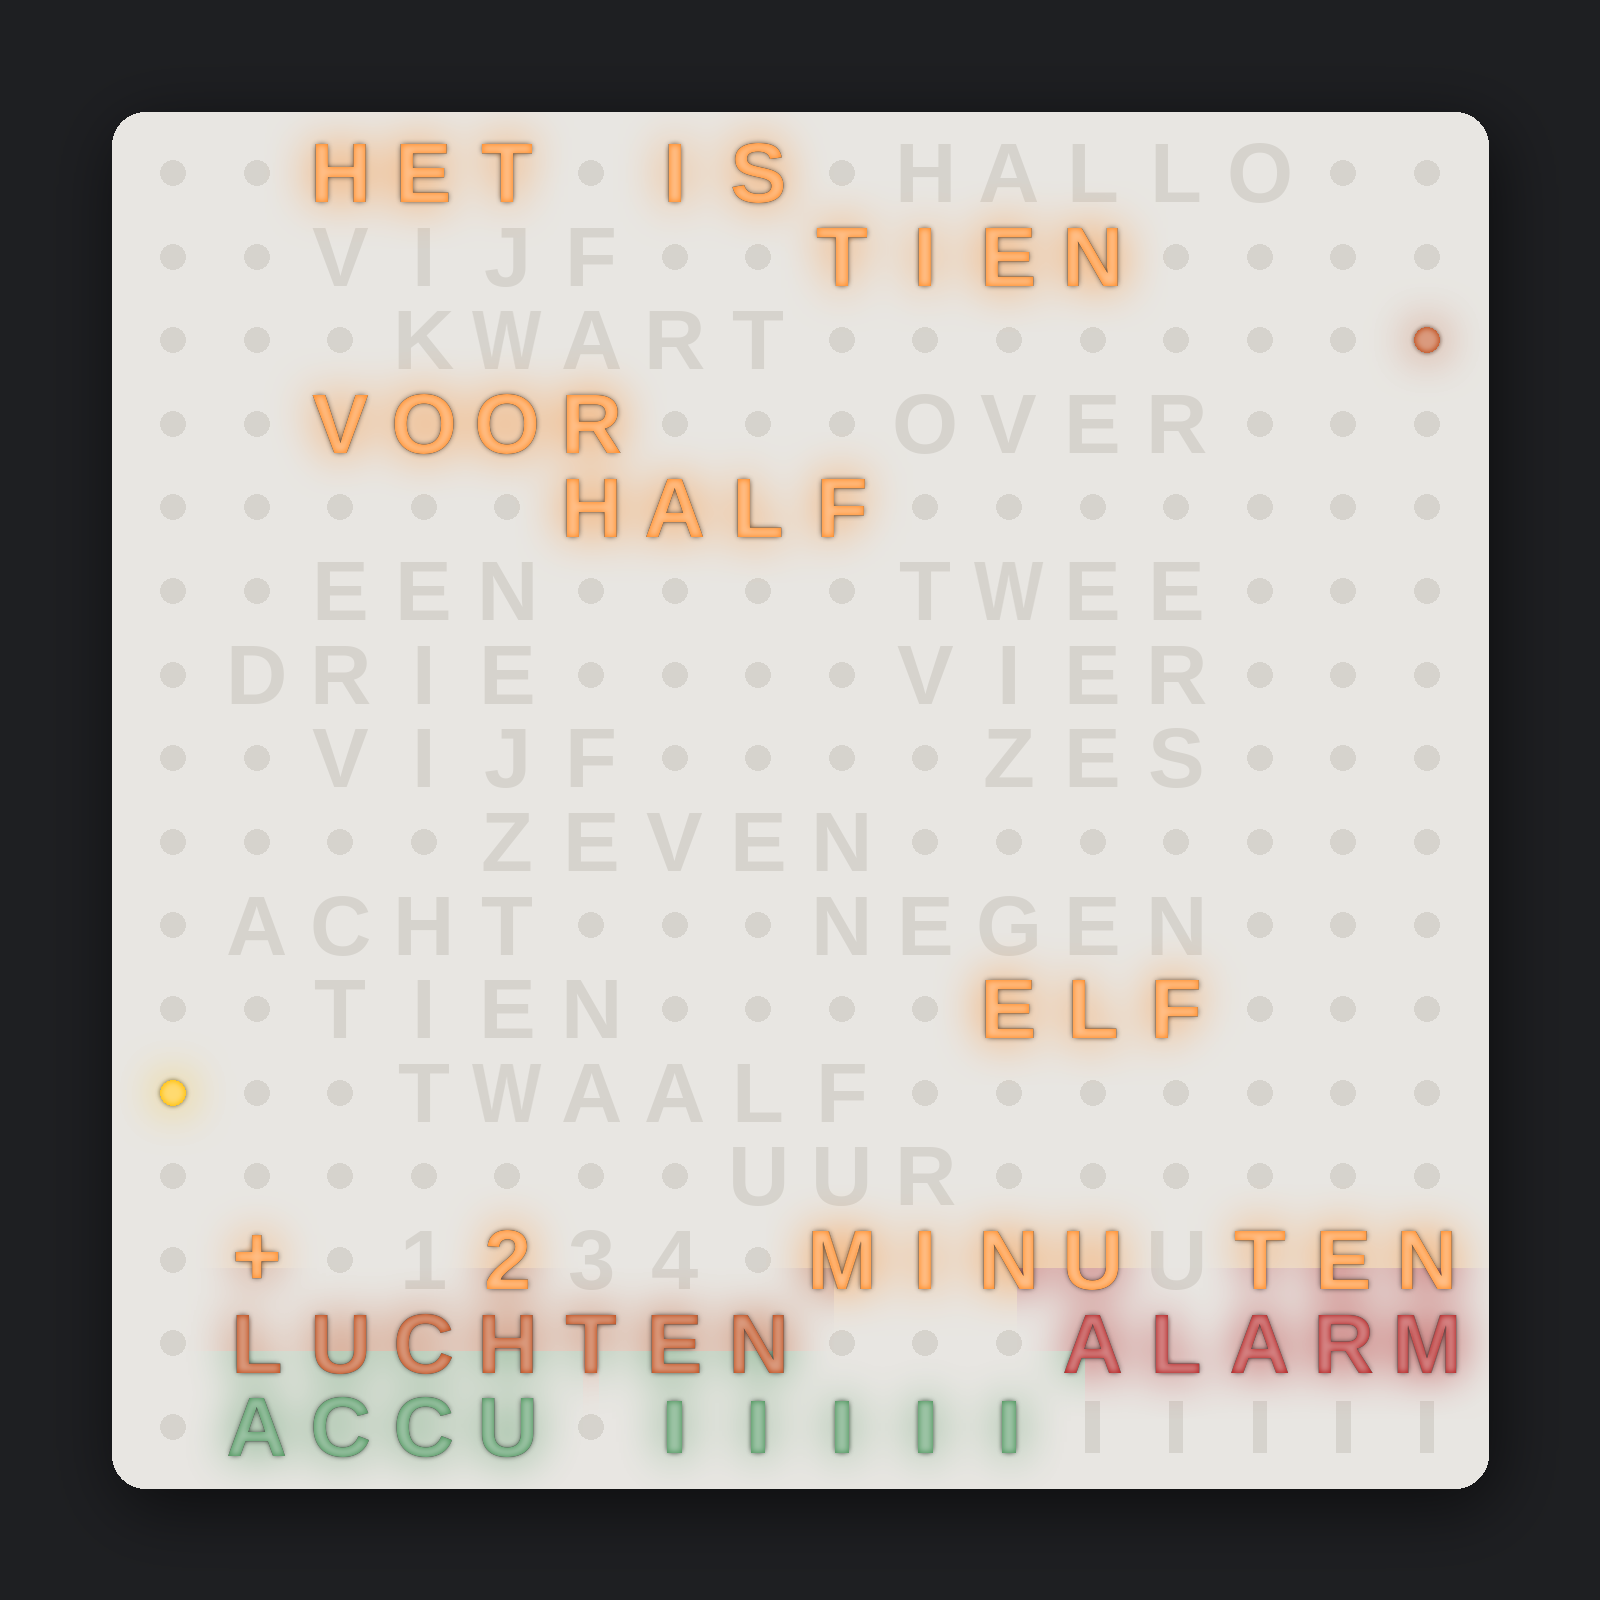 HET IS HALLO
VIJF TIEN
KWART
VOOR OVER
HALF
EEN TWEE
DRIE VIER
VIJF ZES
ZEVEN
ACHT NEGEN
TIEN ELF
TWAALF
UUR
+ 1 2 3 4 MINUUTEN
LUCHTEN ALARM
ACCU I I I I I I I I I I